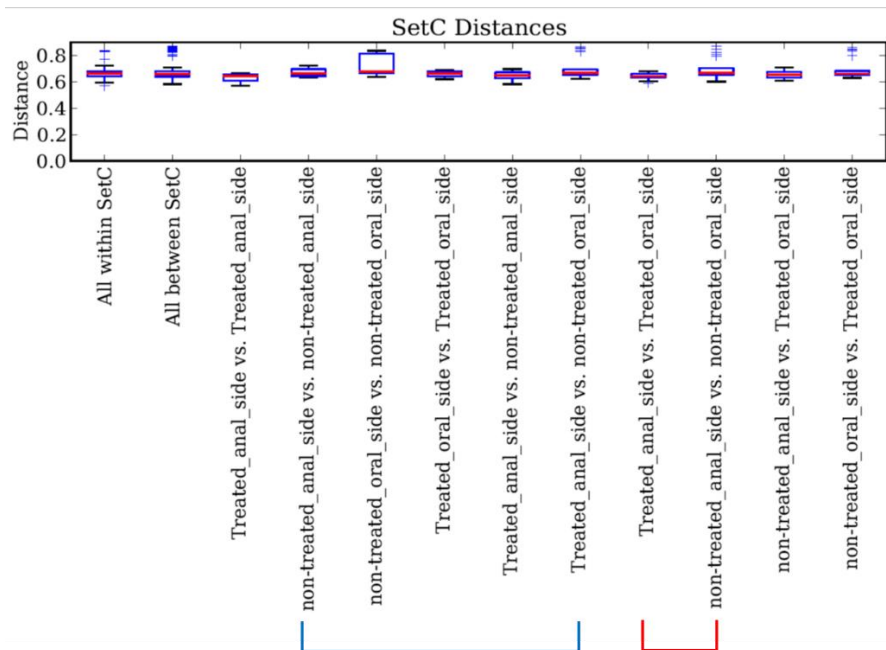 SetC Distances
Distance
0.8
0.6
0.4
0.2
0.0
All within SetC
All between SetC
Treated_anal_side vs. Treated_anal_side
non-treated_anal_side vs. non-treated_anal_side
non-treated_oral_side vs. non-treated_oral_side
Treated_oral_side vs. Treated_oral_side
Treated_anal_side vs. non-treated_anal_side
Treated_anal_side vs. non-treated_oral_side
Treated_anal_side vs. Treated_oral_side
non-treated_anal_side vs. non-treated_oral_side
non-treated_anal_side vs. Treated_oral_side
non-treated_oral_side vs. Treated_oral_side